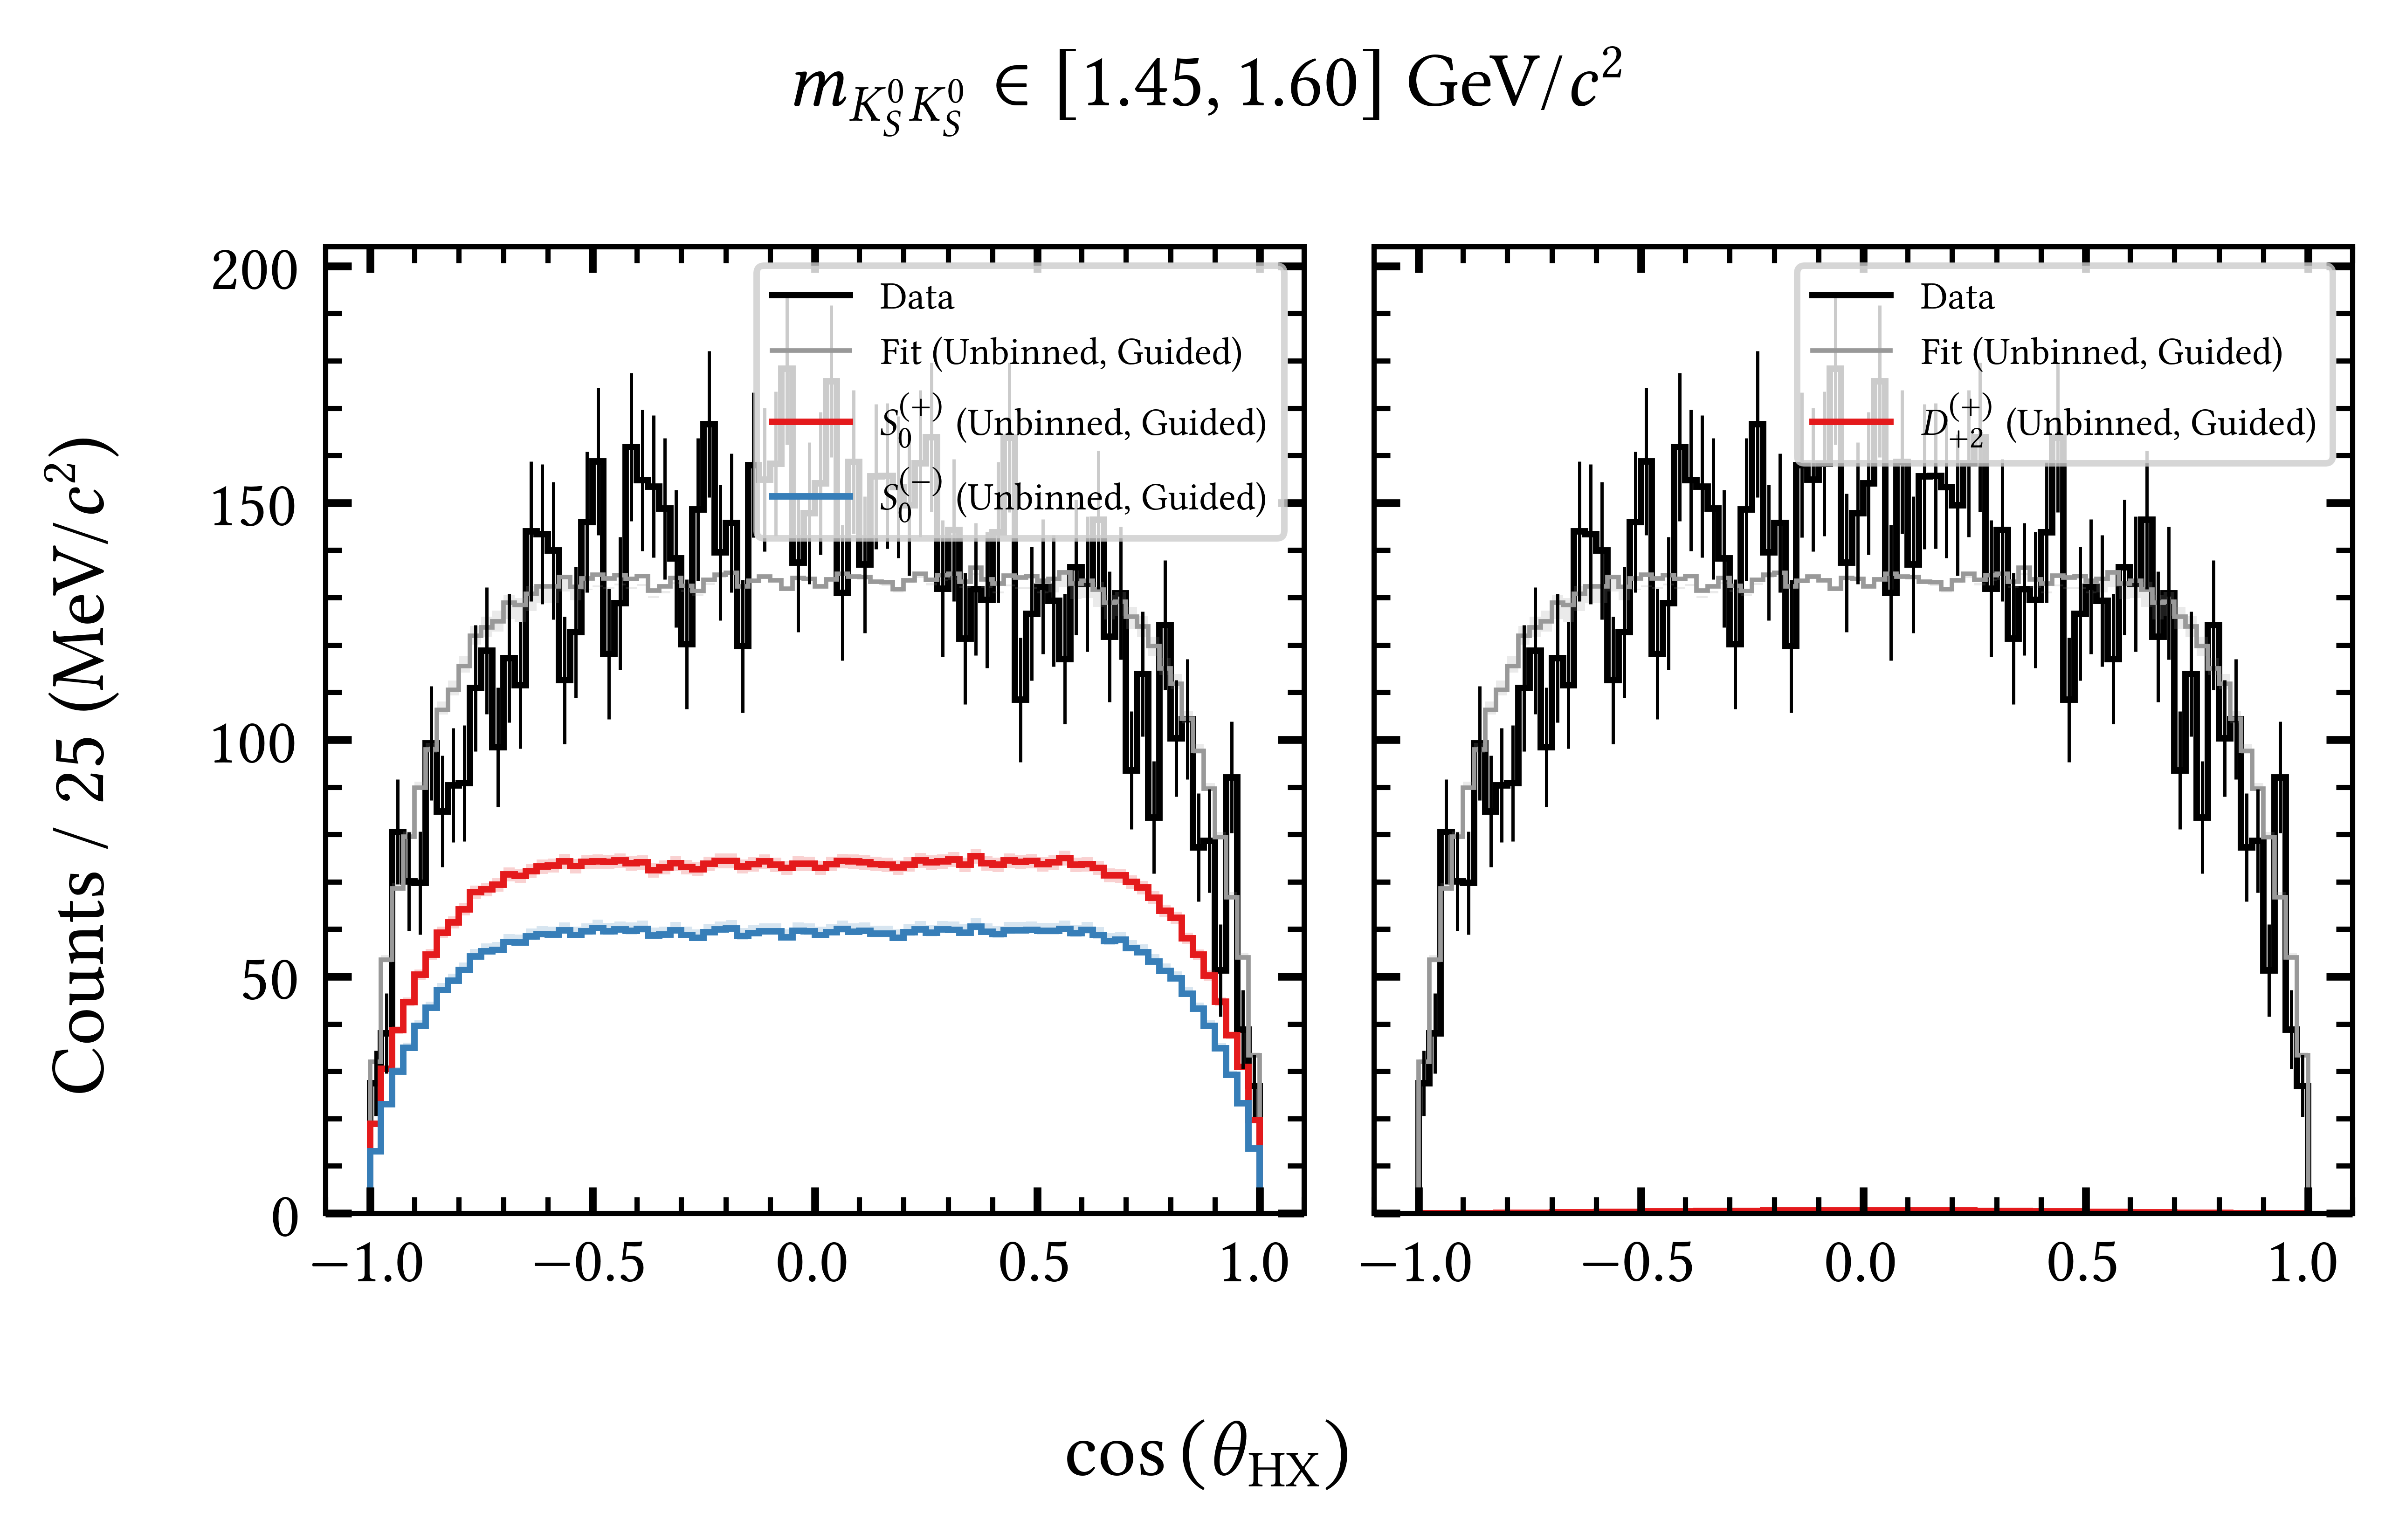 m_{K_S^0 K_S^0} ∈ [1.45, 1.60] GeV/c²
Counts / 25 (MeV/c²)
200
150
100
50
0
Data
Fit (Unbinned, Guided)
S_0^{(+)} (Unbinned, Guided)
S_0^{(−)} (Unbinned, Guided)
−1.0 −0.5 0.0 0.5 1.0
Data
Fit (Unbinned, Guided)
D_{+2}^{(+)} (Unbinned, Guided)
−1.0 −0.5 0.0 0.5 1.0
cos (θ_{HX})